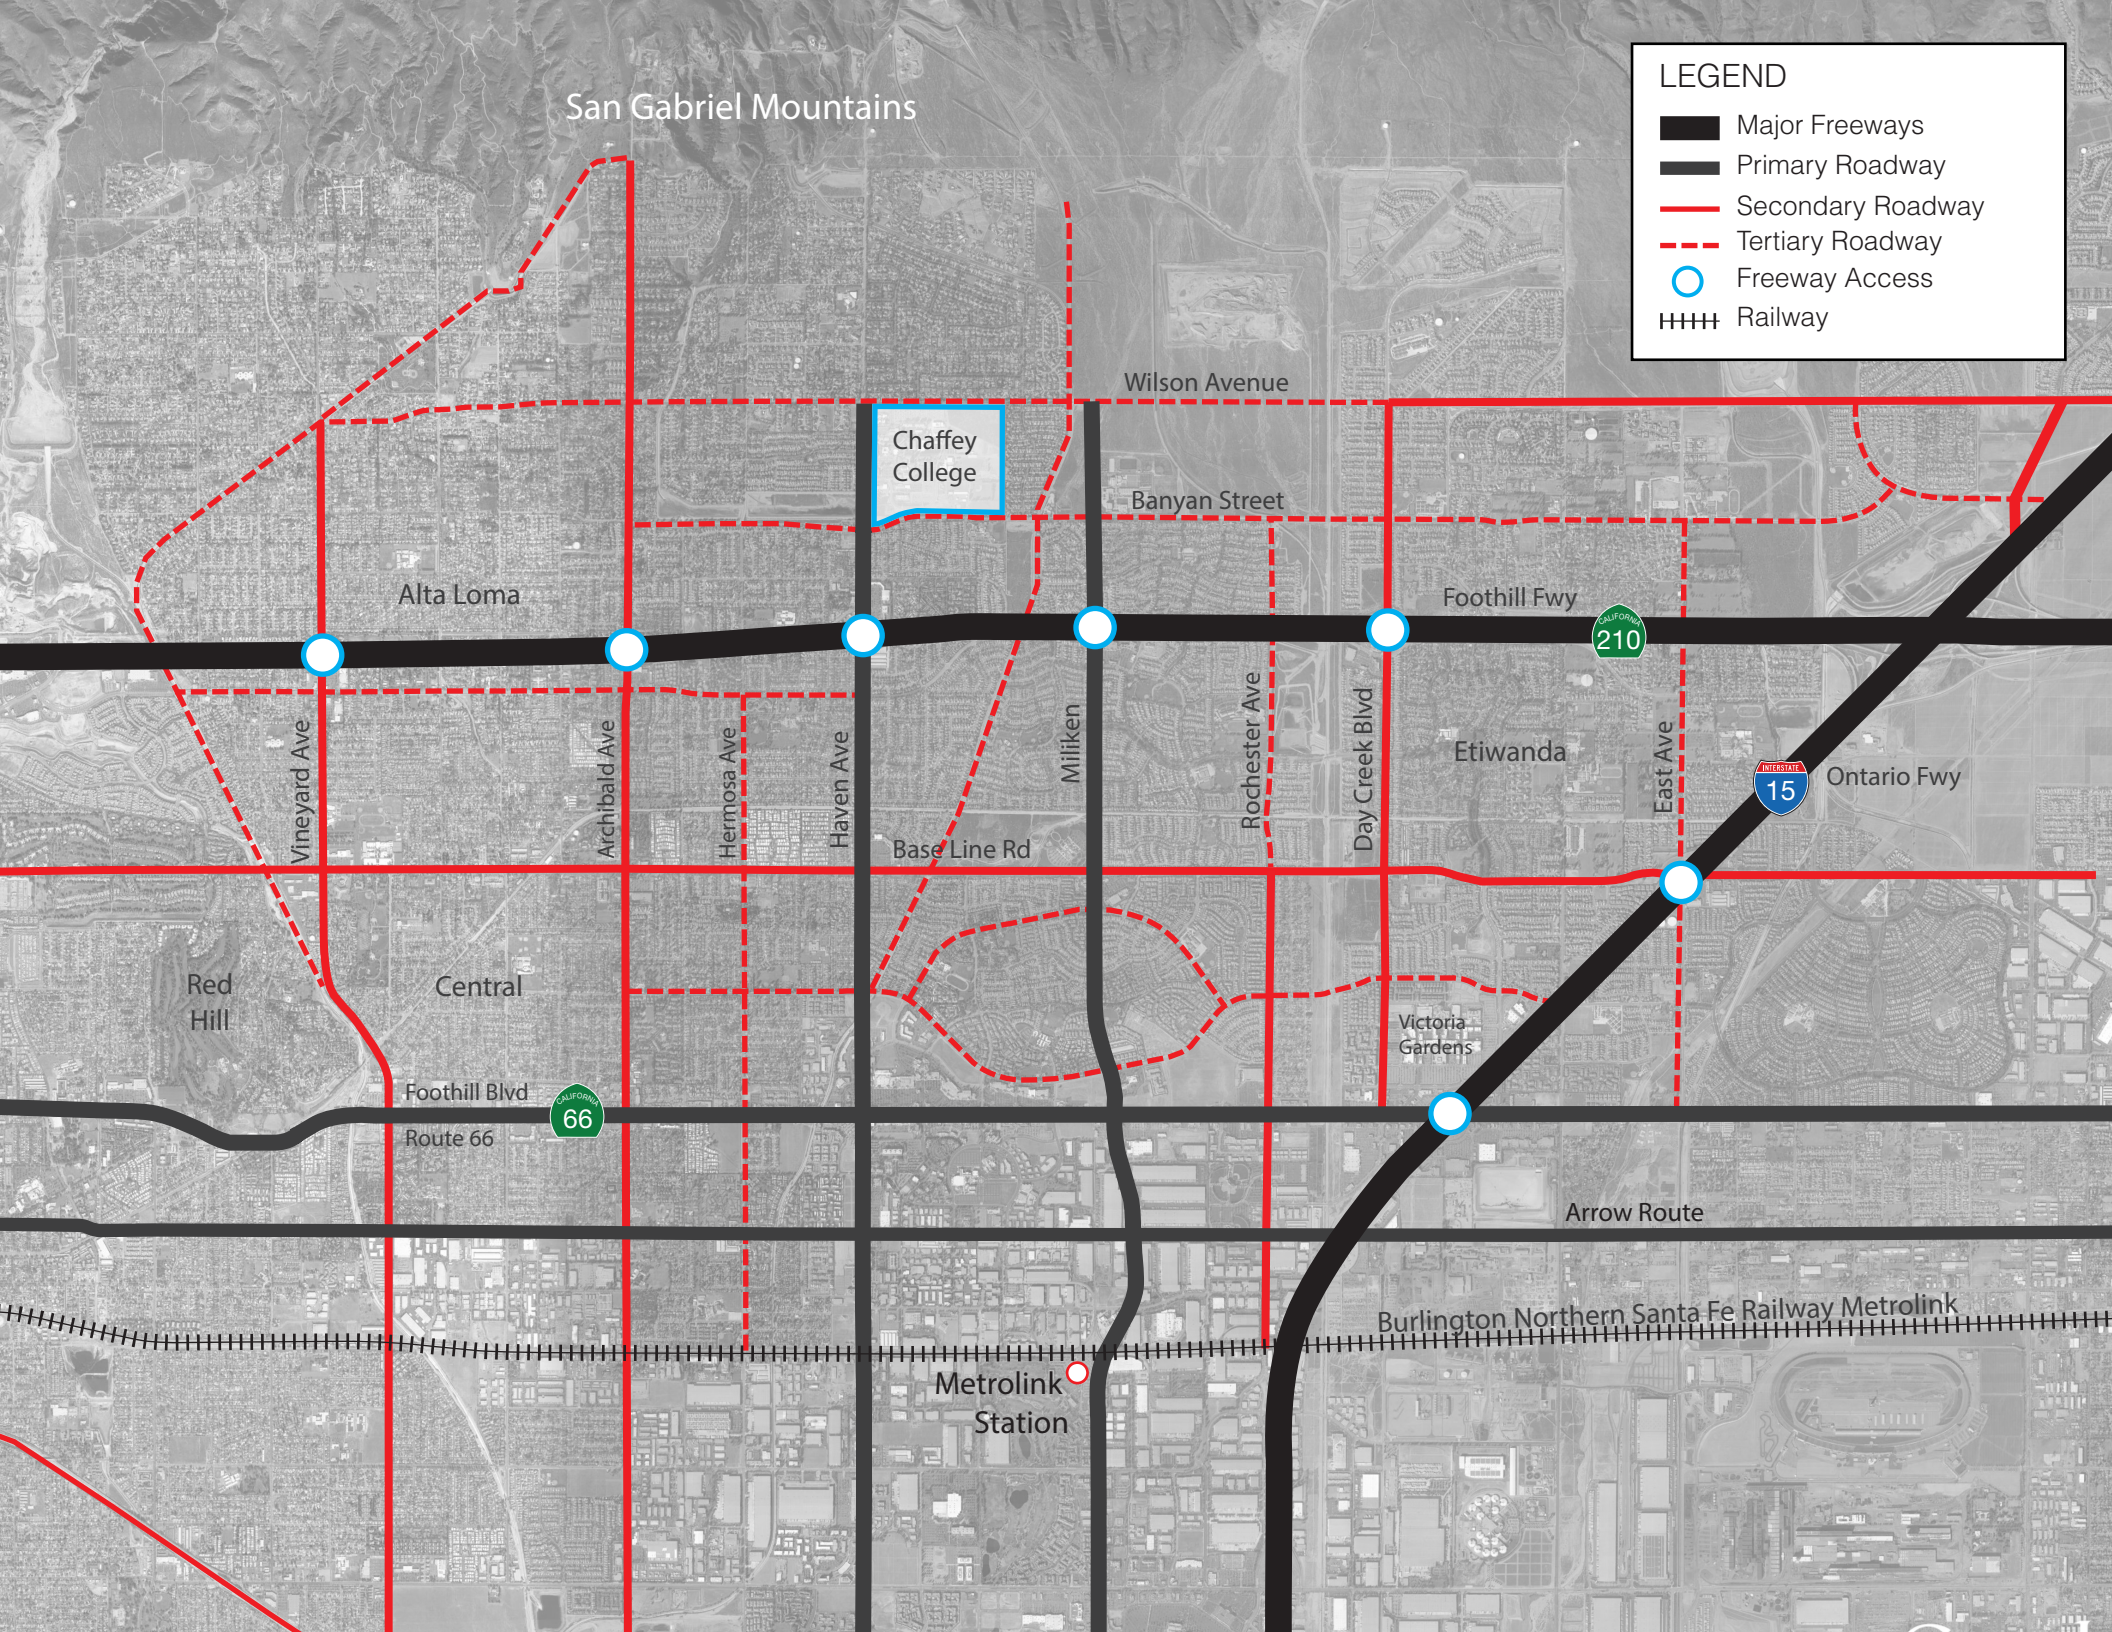 LEGEND
Major Freeways
Primary Roadway
Secondary Roadway
Tertiary Roadway
Freeway Access
Railway
San Gabriel Mountains
Wilson Avenue
Chaffey
College
Banyan Street
Alta Loma
Foothill Fwy
CALIFORNIA
210
Vineyard Ave
Archibald Ave
Hermosa Ave
Haven Ave
Miliken
Rochester Ave
Day Creek Blvd
Etiwanda
East Ave
INTERSTATE
15
Ontario Fwy
Base Line Rd
Red
Hill
Central
Victoria
Gardens
Foothill Blvd
CALIFORNIA
66
Route 66
Arrow Route
Burlington Northern Santa Fe Railway Metrolink
Metrolink
Station